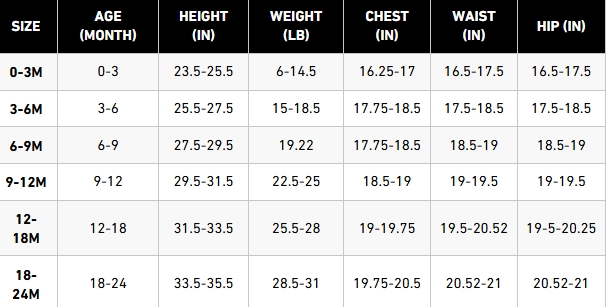 SIZE AGE (MONTH) HEIGHT (IN) WEIGHT (LB) CHEST (IN) WAIST (IN) HIP (IN)
0-3M 0-3 23.5-25.5 6-14.5 16.25-17 16.5-17.5 16.5-17.5
3-6M 3-6 25.5-27.5 15-18.5 17.75-18.5 17.5-18.5 17.5-18.5
6-9M 6-9 27.5-29.5 19.22 17.75-18.5 18.5-19 18.5-19
9-12M 9-12 29.5-31.5 22.5-25 18.5-19 19-19.5 19-19.5
12-18M 12-18 31.5-33.5 25.5-28 19-19.75 19.5-20.52 19-5-20.25
18-24M 18-24 33.5-35.5 28.5-31 19.75-20.5 20.52-21 20.52-21